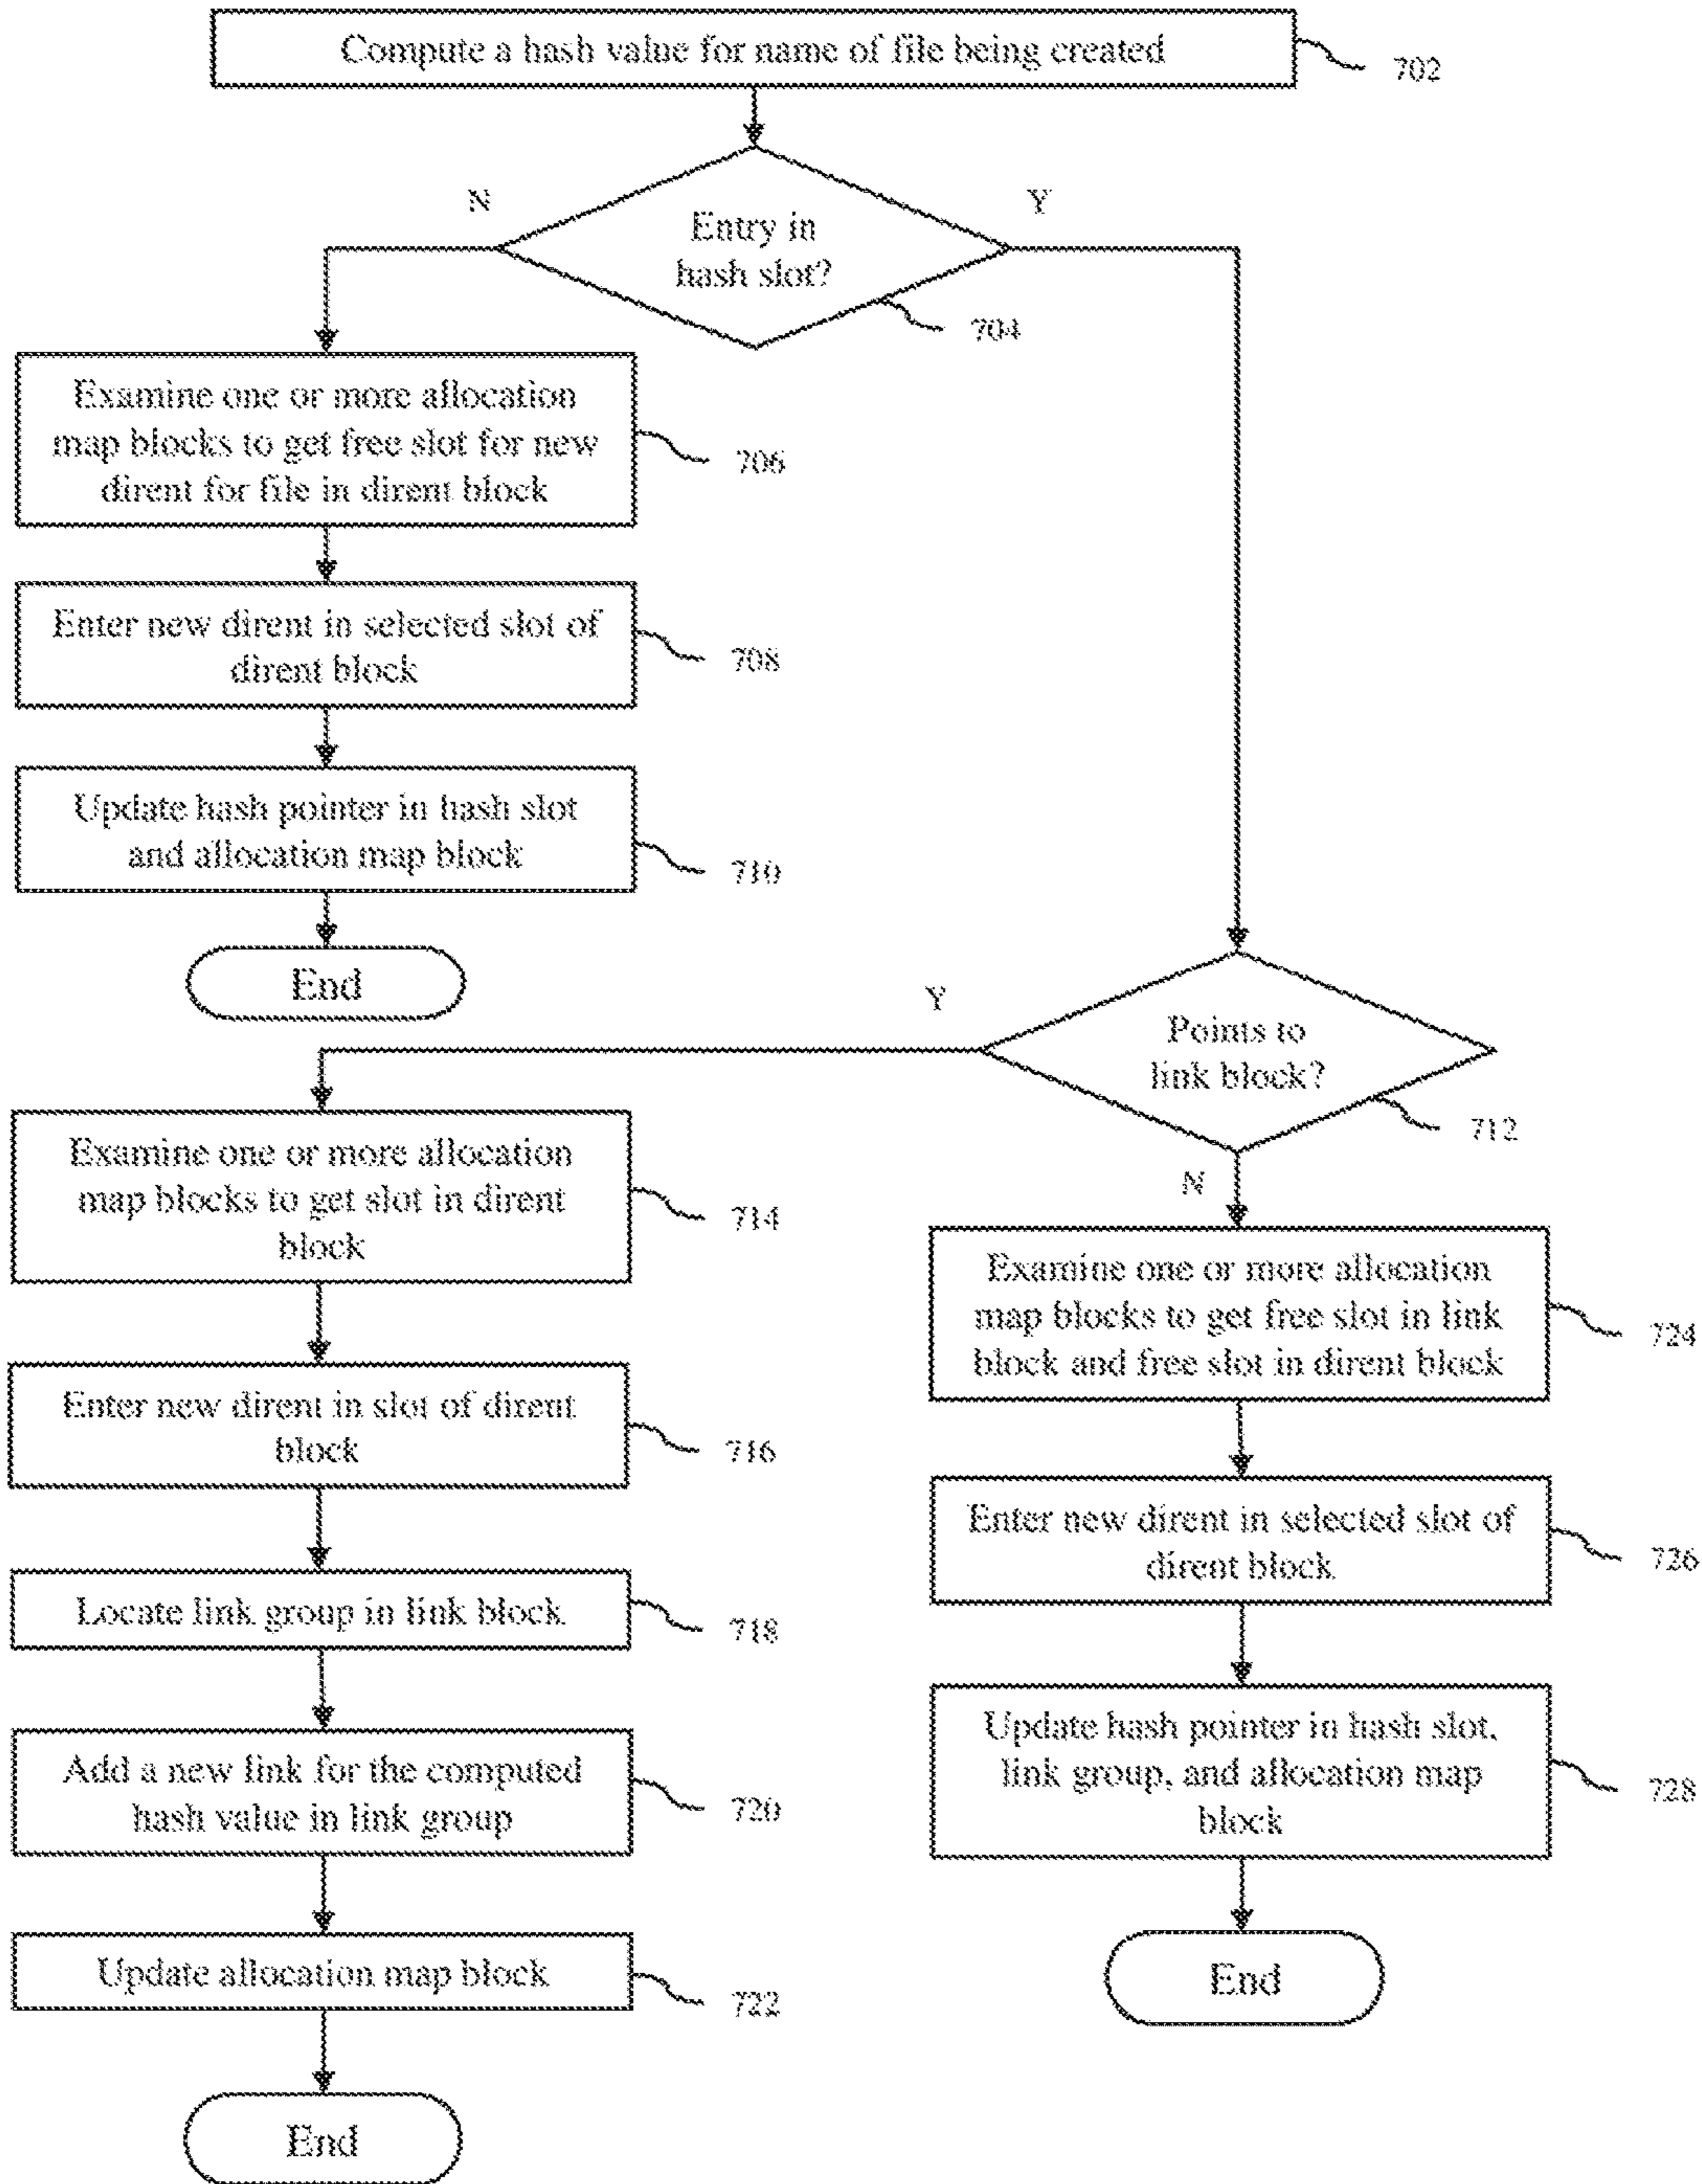 Compute a hash value for name of file being created
702
N
Y
Entry in
hash slot?
704
Examine one or more allocation
map blocks to get free slot for new
dirent for file in dirent block
706
Enter new dirent in selected slot of
dirent block
708
Update hash pointer in hash slot
and allocation map block
710
End
Y
Points to
link block?
712
N
Examine one or more allocation
map blocks to get slot in dirent
block
714
Enter new dirent in slot of dirent
block
716
Locate link group in link block
718
Add a new link for the computed
hash value in link group
720
Update allocation map block
722
End
Examine one or more allocation
map blocks to get free slot in link
block and free slot in dirent block
724
Enter new dirent in selected slot of
dirent block
726
Update hash pointer in hash slot,
link group, and allocation map
block
728
End